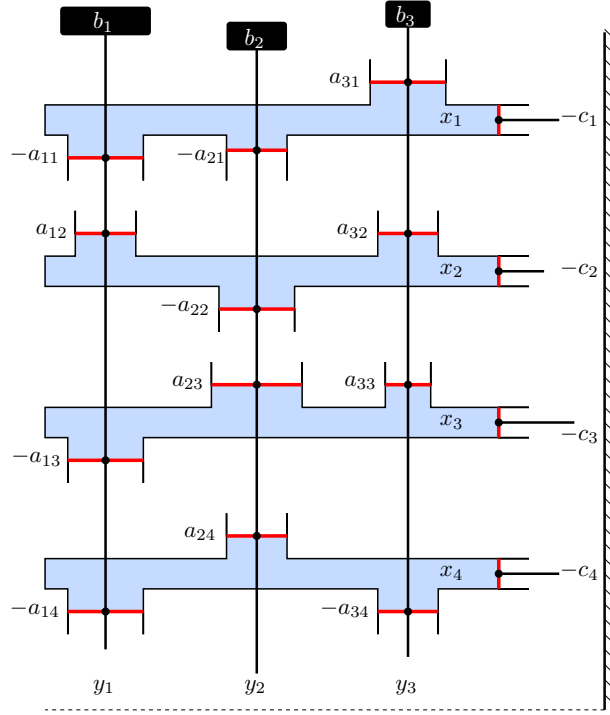 b₁ b₂ b₃
a₃₁
x₁ −c₁
−a₁₁ −a₂₁
a₁₂ a₃₂
x₂ −c₂
−a₂₂
a₂₃ a₃₃
x₃ −c₃
−a₁₃
a₂₄
x₄ −c₄
−a₁₄ −a₃₄
y₁ y₂ y₃